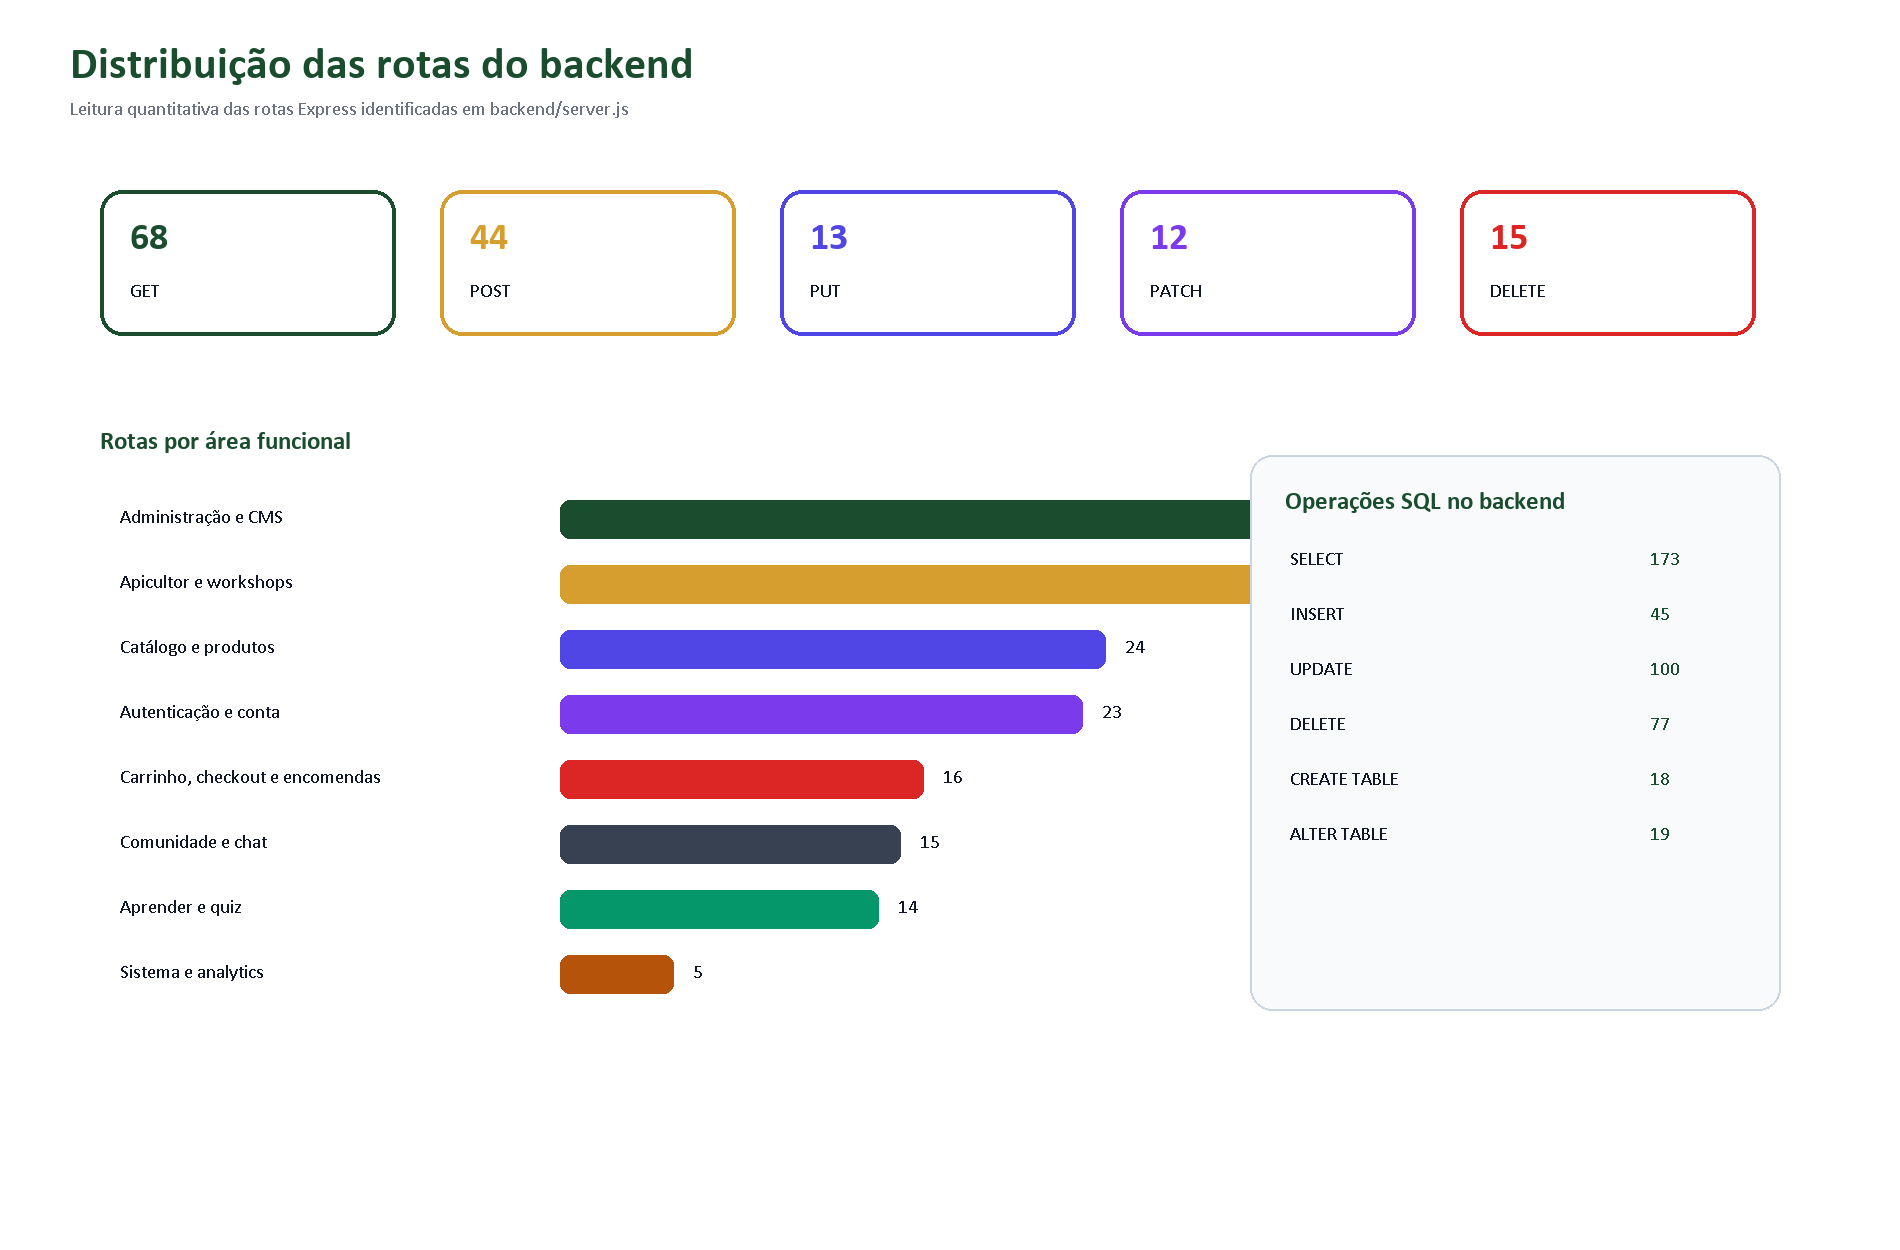 Distribuição das rotas do backend
Leitura quantitativa das rotas Express identificadas em backend/server.js
68
GET
44
POST
13
PUT
12
PATCH
15
DELETE
Rotas por área funcional
Administração e CMS
Apicultor e workshops
Catálogo e produtos 24
Autenticação e conta 23
Carrinho, checkout e encomendas 16
Comunidade e chat 15
Aprender e quiz 14
Sistema e analytics 5
Operações SQL no backend
SELECT 173
INSERT 45
UPDATE 100
DELETE 77
CREATE TABLE 18
ALTER TABLE 19